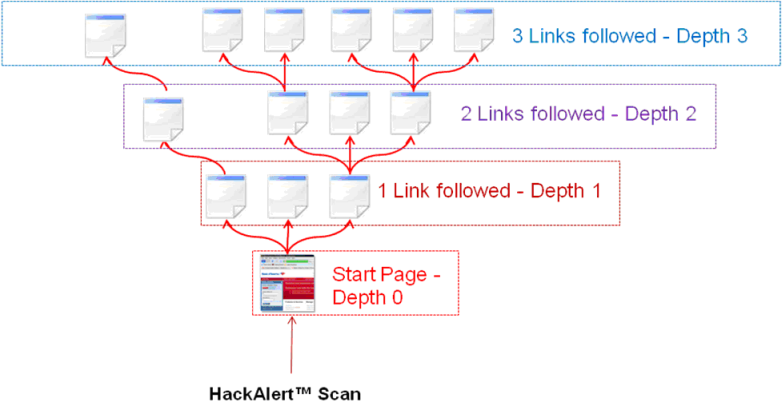 3 Links followed - Depth 3
2 Links followed - Depth 2
1 Link followed - Depth 1
Start Page -
Depth 0
HackAlert™ Scan